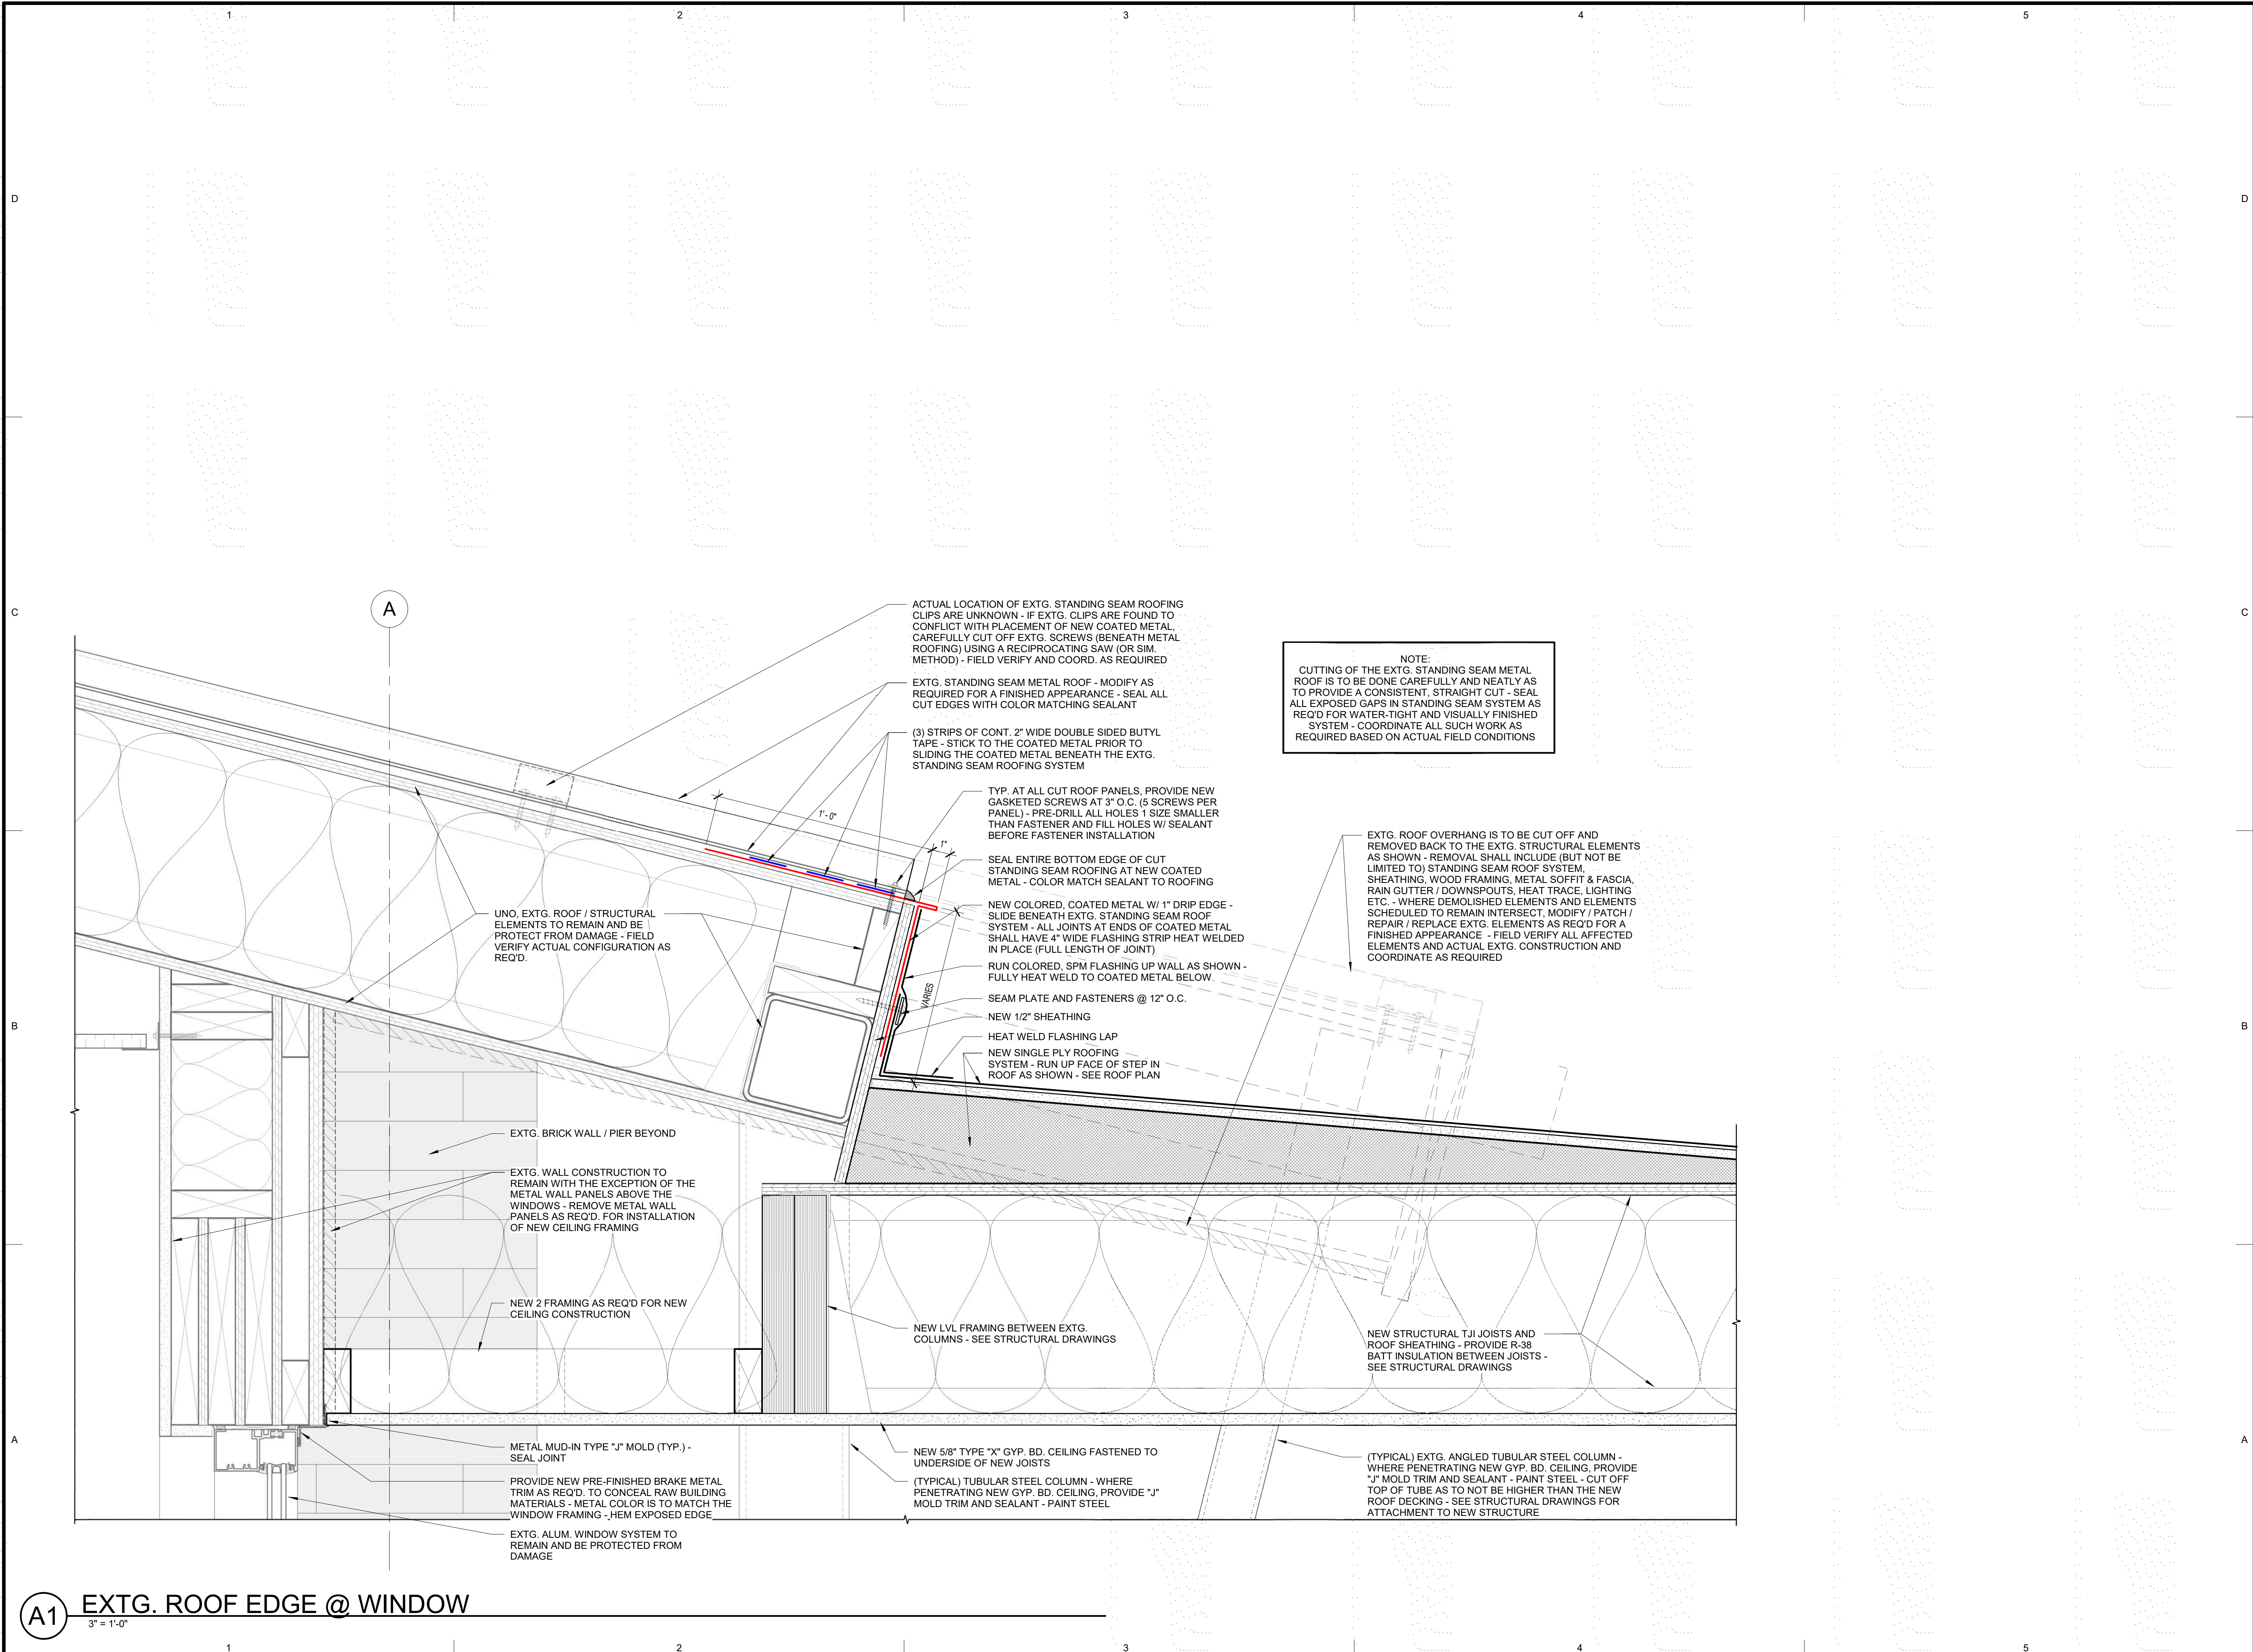 1 2 3 4 5
D D
C C
B B
A A
A
ACTUAL LOCATION OF EXTG. STANDING SEAM ROOFING
CLIPS ARE UNKNOWN - IF EXTG. CLIPS ARE FOUND TO
CONFLICT WITH PLACEMENT OF NEW COATED METAL,
CAREFULLY CUT OFF EXTG. SCREWS (BENEATH METAL
ROOFING) USING A RECIPROCATING SAW (OR SIM.
METHOD) - FIELD VERIFY AND COORD. AS REQUIRED
EXTG. STANDING SEAM METAL ROOF - MODIFY AS
REQUIRED FOR A FINISHED APPEARANCE - SEAL ALL
CUT EDGES WITH COLOR MATCHING SEALANT
(3) STRIPS OF CONT. 2" WIDE DOUBLE SIDED BUTYL
TAPE - STICK TO THE COATED METAL PRIOR TO
SLIDING THE COATED METAL BENEATH THE EXTG.
STANDING SEAM ROOFING SYSTEM
NOTE:
CUTTING OF THE EXTG. STANDING SEAM METAL
ROOF IS TO BE DONE CAREFULLY AND NEATLY AS
TO PROVIDE A CONSISTENT, STRAIGHT CUT - SEAL
ALL EXPOSED GAPS IN STANDING SEAM SYSTEM AS
REQ'D FOR WATER-TIGHT AND VISUALLY FINISHED
SYSTEM - COORDINATE ALL SUCH WORK AS
REQUIRED BASED ON ACTUAL FIELD CONDITIONS
TYP. AT ALL CUT ROOF PANELS, PROVIDE NEW
GASKETED SCREWS AT 3" O.C. (5 SCREWS PER
PANEL) - PRE-DRILL ALL HOLES 1 SIZE SMALLER
THAN FASTENER AND FILL HOLES W/ SEALANT
BEFORE FASTENER INSTALLATION
1'- 0"
1"
SEAL ENTIRE BOTTOM EDGE OF CUT
STANDING SEAM ROOFING AT NEW COATED
METAL - COLOR MATCH SEALANT TO ROOFING
NEW COLORED, COATED METAL W/ 1" DRIP EDGE -
SLIDE BENEATH EXTG. STANDING SEAM ROOF
SYSTEM - ALL JOINTS AT ENDS OF COATED METAL
SHALL HAVE 4" WIDE FLASHING STRIP HEAT WELDED
IN PLACE (FULL LENGTH OF JOINT)
RUN COLORED, SPM FLASHING UP WALL AS SHOWN -
FULLY HEAT WELD TO COATED METAL BELOW
SEAM PLATE AND FASTENERS @ 12" O.C.
VARIES
NEW 1/2" SHEATHING
HEAT WELD FLASHING LAP
NEW SINGLE PLY ROOFING
SYSTEM - RUN UP FACE OF STEP IN
ROOF AS SHOWN - SEE ROOF PLAN
EXTG. ROOF OVERHANG IS TO BE CUT OFF AND
REMOVED BACK TO THE EXTG. STRUCTURAL ELEMENTS
AS SHOWN - REMOVAL SHALL INCLUDE (BUT NOT BE
LIMITED TO) STANDING SEAM ROOF SYSTEM,
SHEATHING, WOOD FRAMING, METAL SOFFIT & FASCIA,
RAIN GUTTER / DOWNSPOUTS, HEAT TRACE, LIGHTING
ETC. - WHERE DEMOLISHED ELEMENTS AND ELEMENTS
SCHEDULED TO REMAIN INTERSECT, MODIFY / PATCH /
REPAIR / REPLACE EXTG. ELEMENTS AS REQ'D FOR A
FINISHED APPEARANCE - FIELD VERIFY ALL AFFECTED
ELEMENTS AND ACTUAL EXTG. CONSTRUCTION AND
COORDINATE AS REQUIRED
UNO, EXTG. ROOF / STRUCTURAL
ELEMENTS TO REMAIN AND BE
PROTECT FROM DAMAGE - FIELD
VERIFY ACTUAL CONFIGURATION AS
REQ'D.
EXTG. BRICK WALL / PIER BEYOND
EXTG. WALL CONSTRUCTION TO
REMAIN WITH THE EXCEPTION OF THE
METAL WALL PANELS ABOVE THE
WINDOWS - REMOVE METAL WALL
PANELS AS REQ'D. FOR INSTALLATION
OF NEW CEILING FRAMING
NEW 2 FRAMING AS REQ'D FOR NEW
CEILING CONSTRUCTION
NEW LVL FRAMING BETWEEN EXTG.
COLUMNS - SEE STRUCTURAL DRAWINGS
NEW STRUCTURAL TJI JOISTS AND
ROOF SHEATHING - PROVIDE R-38
BATT INSULATION BETWEEN JOISTS -
SEE STRUCTURAL DRAWINGS
METAL MUD-IN TYPE "J" MOLD (TYP.) -
SEAL JOINT
PROVIDE NEW PRE-FINISHED BRAKE METAL
TRIM AS REQ'D. TO CONCEAL RAW BUILDING
MATERIALS - METAL COLOR IS TO MATCH THE
WINDOW FRAMING - HEM EXPOSED EDGE
EXTG. ALUM. WINDOW SYSTEM TO
REMAIN AND BE PROTECTED FROM
DAMAGE
NEW 5/8" TYPE "X" GYP. BD. CEILING FASTENED TO
UNDERSIDE OF NEW JOISTS
(TYPICAL) TUBULAR STEEL COLUMN - WHERE
PENETRATING NEW GYP. BD. CEILING, PROVIDE "J"
MOLD TRIM AND SEALANT - PAINT STEEL
(TYPICAL) EXTG. ANGLED TUBULAR STEEL COLUMN -
WHERE PENETRATING NEW GYP. BD. CEILING, PROVIDE
"J" MOLD TRIM AND SEALANT - PAINT STEEL - CUT OFF
TOP OF TUBE AS TO NOT BE HIGHER THAN THE NEW
ROOF DECKING - SEE STRUCTURAL DRAWINGS FOR
ATTACHMENT TO NEW STRUCTURE
A1 EXTG. ROOF EDGE @ WINDOW
3" = 1'-0"
1 2 3 4 5